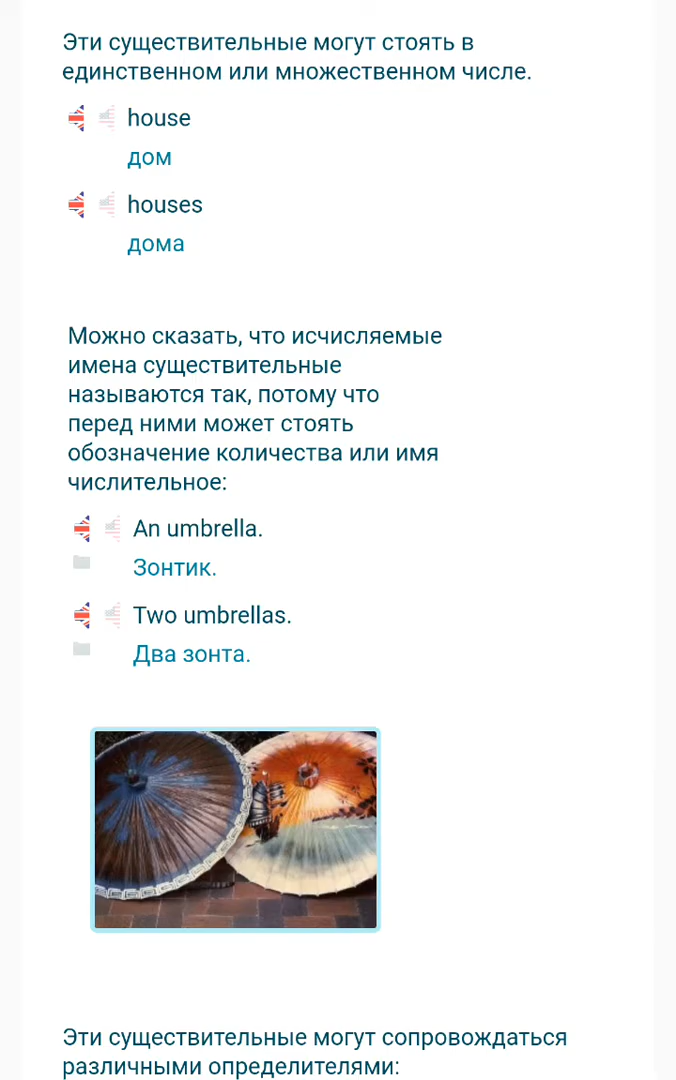 Эти существительные могут стоять в
единственном или множественном числе.
house
дом
houses
дома
Можно сказать, что исчисляемые
имена существительные
называются так, потому что
перед ними может стоять
обозначение количества или имя
числительное:
An umbrella.
Зонтик.
Two umbrellas.
Два зонта.
Эти существительные могут сопровождаться
различными определителями: